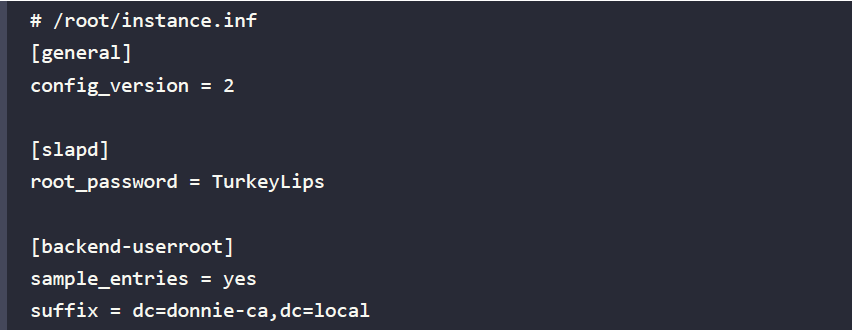 # /root/instance.inf
[general]
config_version = 2
[slapd]
root_password = TurkeyLips
[backend-userroot]
sample_entries = yes
suffix = dc=donnie-ca,dc=local